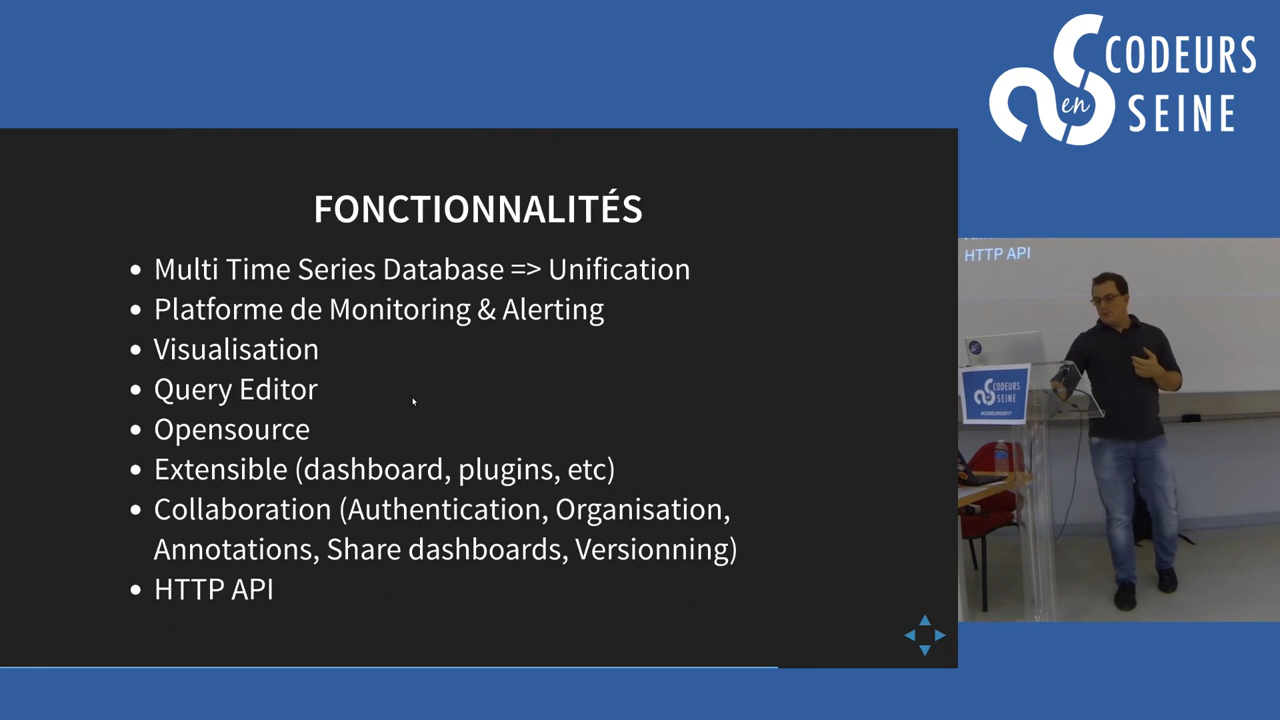 CODEURS
en
SEINE
FONCTIONNALITÉS
Multi Time Series Database => Unification
Platforme de Monitoring & Alerting
Visualisation
Query Editor
Opensource
Extensible (dashboard, plugins, etc)
Collaboration (Authentication, Organisation,
Annotations, Share dashboards, Versionning)
HTTP API
HTTP API
CODEURS
en
SEINE